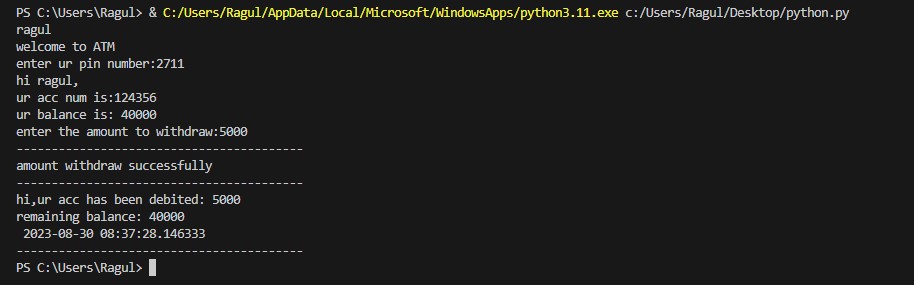 PS C:\Users\Ragul> & C:/Users/Ragul/AppData/Local/Microsoft/WindowsApps/python3.11.exe c:/Users/Ragul/Desktop/python.py
ragul
welcome to ATM
enter ur pin number:2711
hi ragul,
ur acc num is:124356
ur balance is: 40000
enter the amount to withdraw:5000
-----------------------------------------
amount withdraw successfully
-----------------------------------------
hi,ur acc has been debited: 5000
remaining balance: 40000
 2023-08-30 08:37:28.146333
-----------------------------------------
PS C:\Users\Ragul>